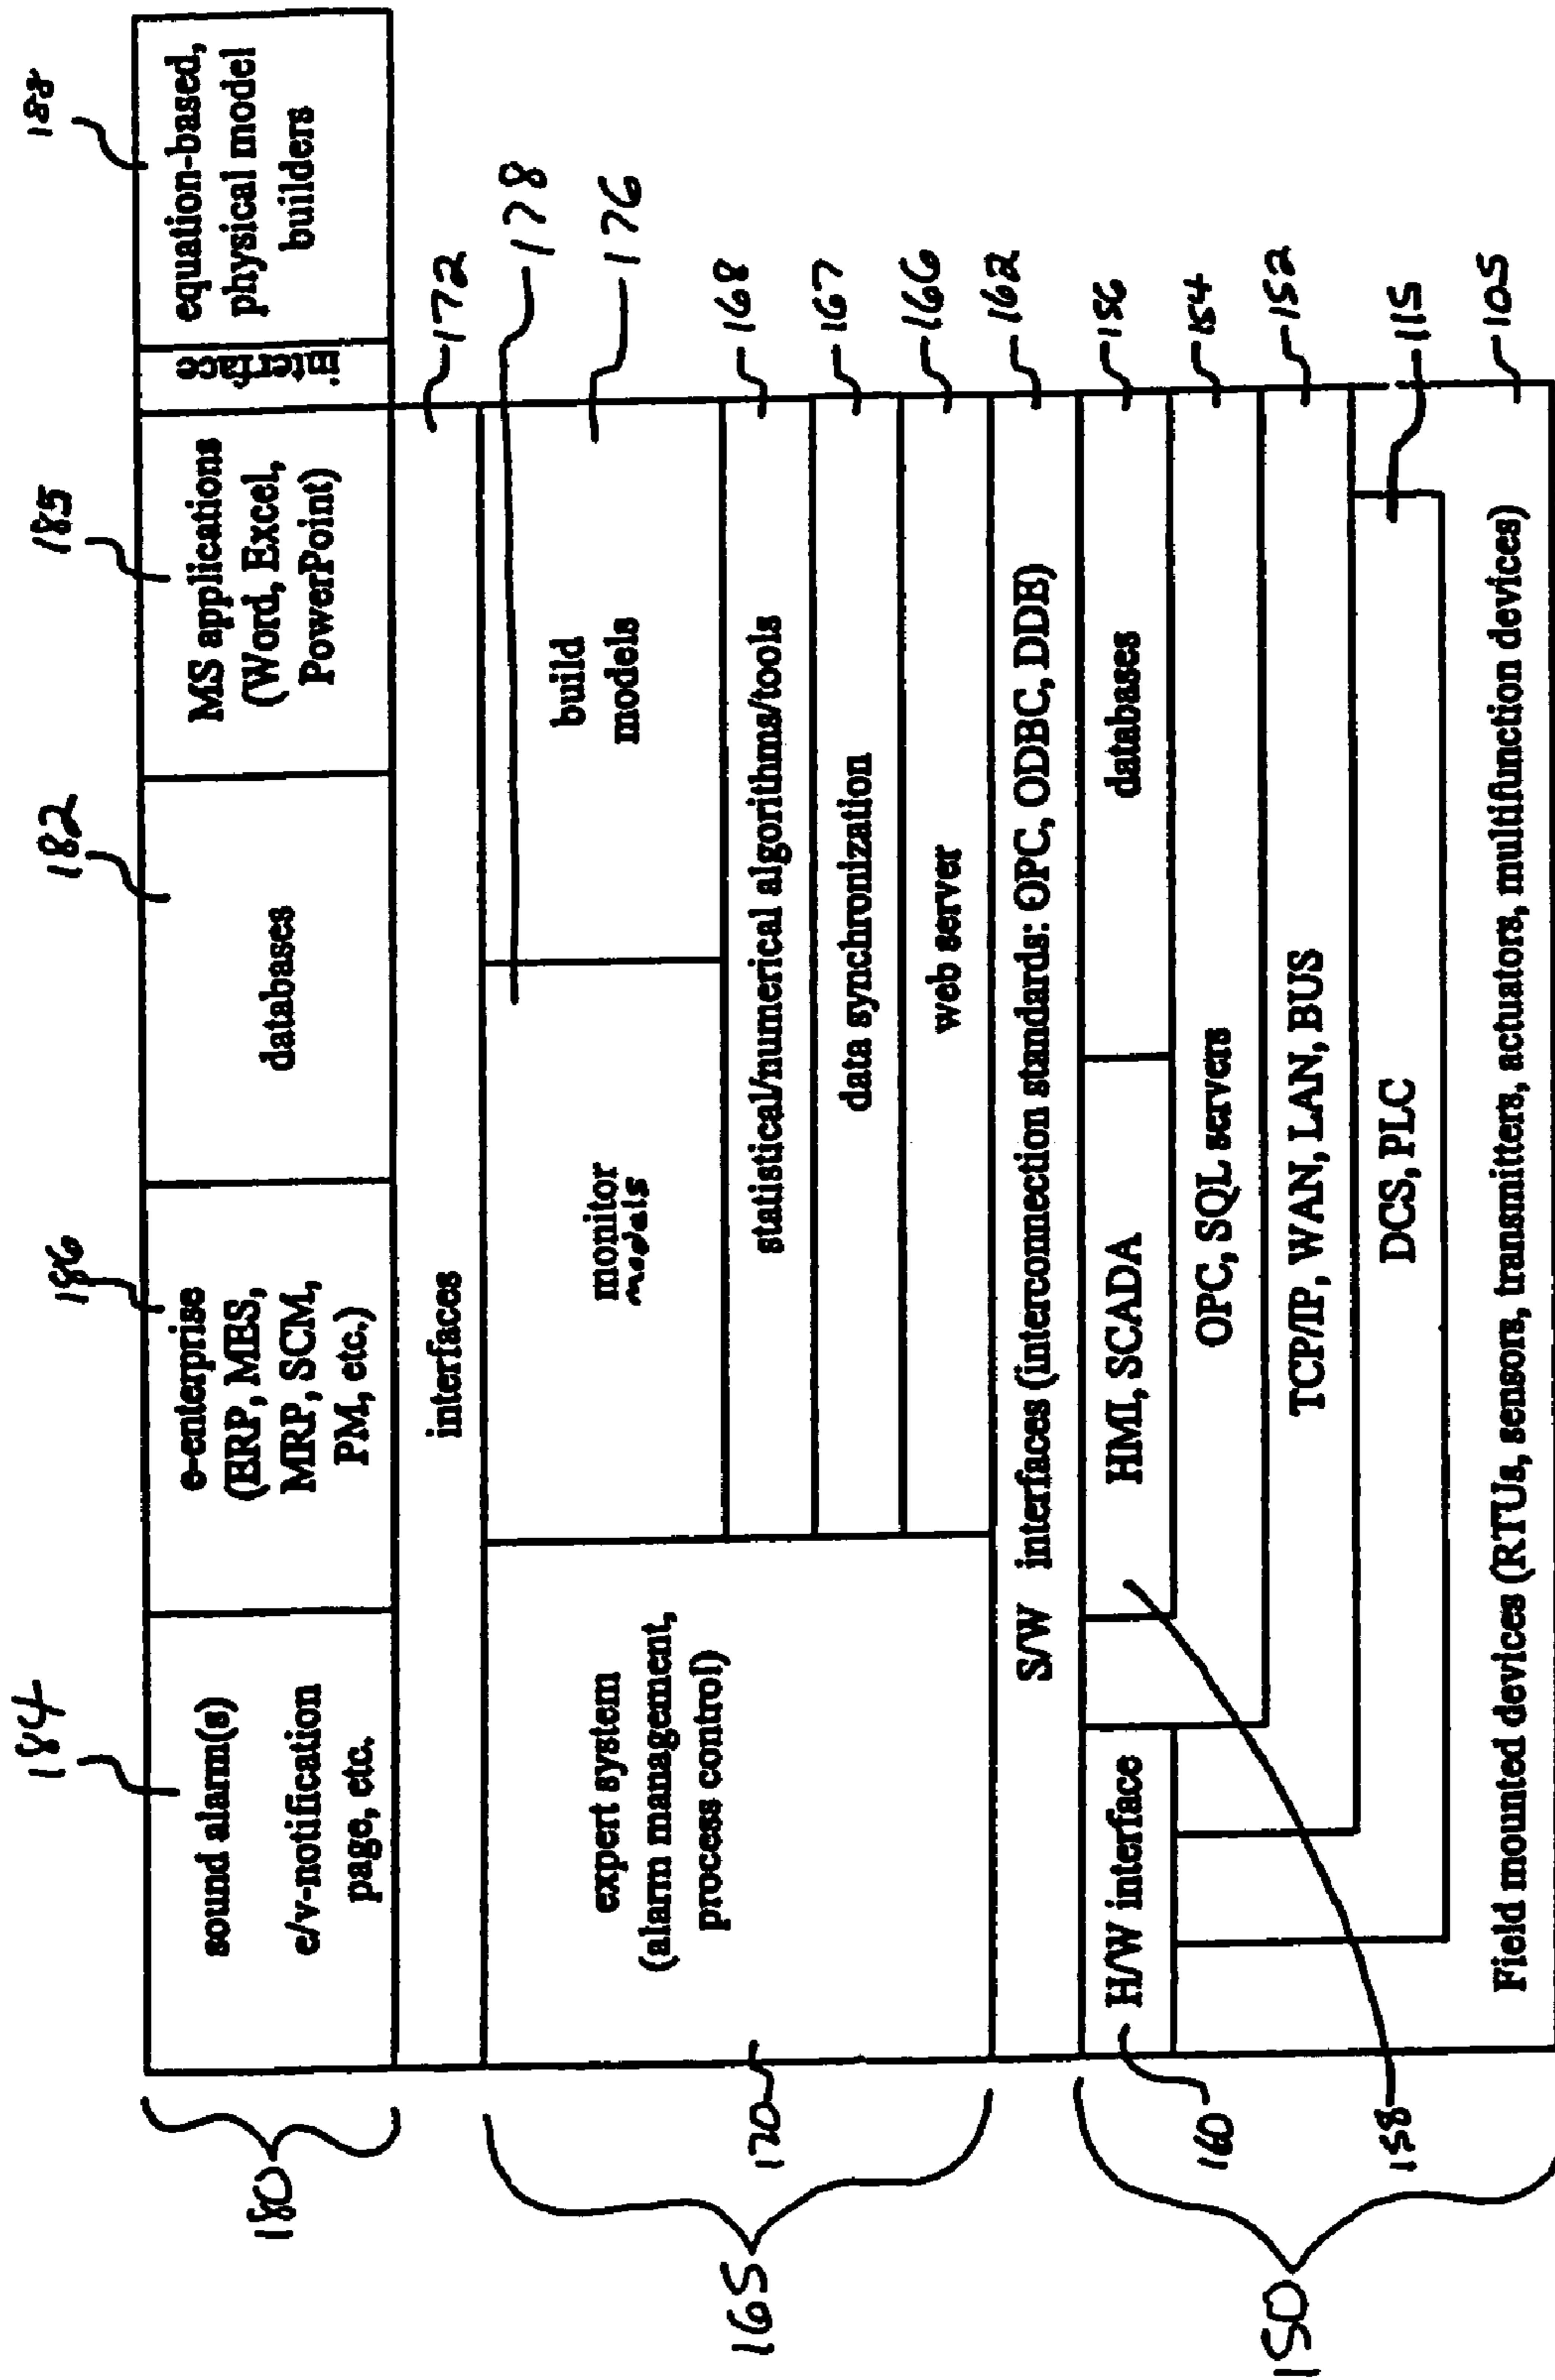 184
186
182
185
188
180
sound alarm(s)
e/v-notification
page, etc.
e-enterprise
(ERP, MES,
MRP, SCM,
PM, etc.)
databases
MS applications
(Word, Excel,
PowerPoint)
interface
equation-based,
physical model
builders
interfaces
172
178
176
165
170
expert system
(alarm management,
process control)
monitor
models
build
models
statistical/numerical algorithms/tools
168
data synchronization
167
web server
166
S/W interfaces (interconnection standards: OPC, ODBC, DDE)
162
150
160
158
H/W interface
HMI, SCADA
databases
156
OPC, SQL servers
154
TCP/IP, WAN, LAN, BUS
152
DCS, PLC
115
Field mounted devices (RTUs, sensors, transmitters, actuators, multifunction devices)
105